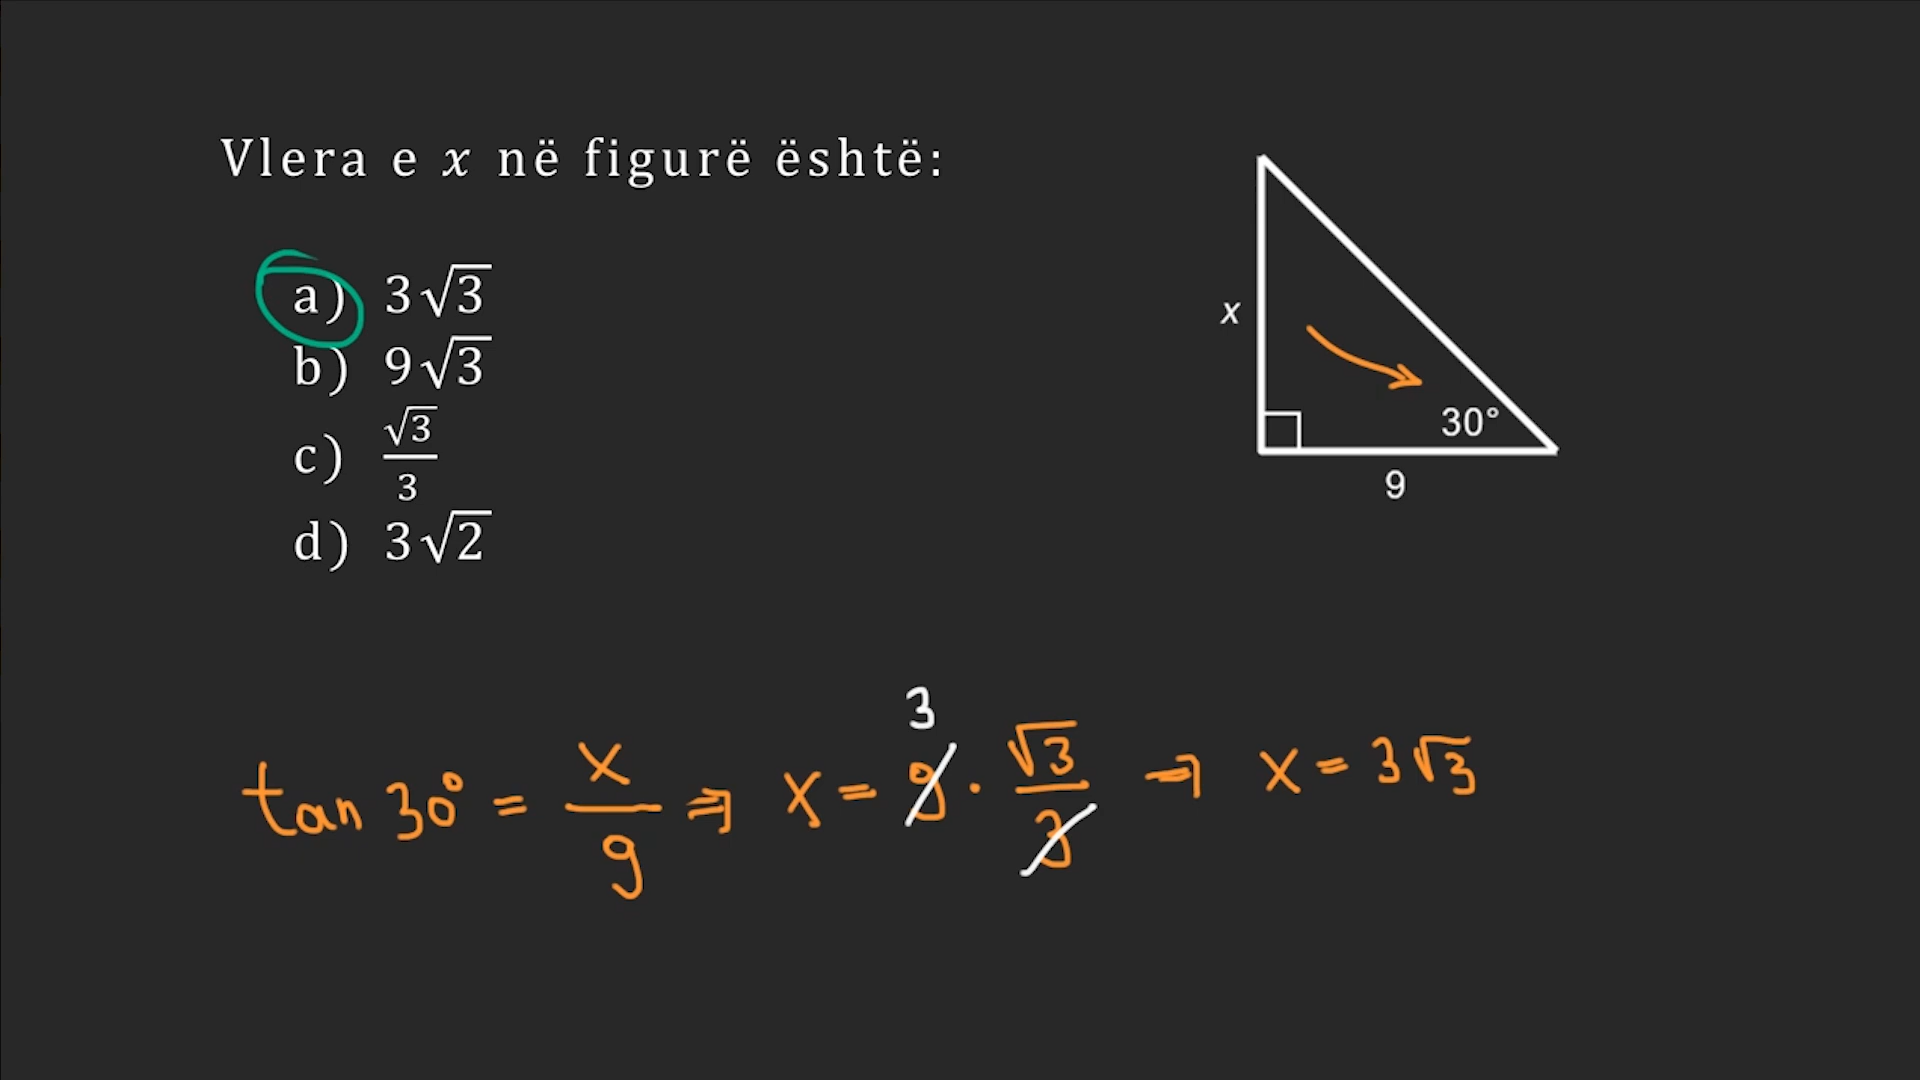 Vlera e x në figurë është:
a) 3√3
b) 9√3
c) √3/3
d) 3√2
x
30°
9
3
tan 30° = x/9 ⇒ x = 9 · √3/3 ⇒ x = 3√3